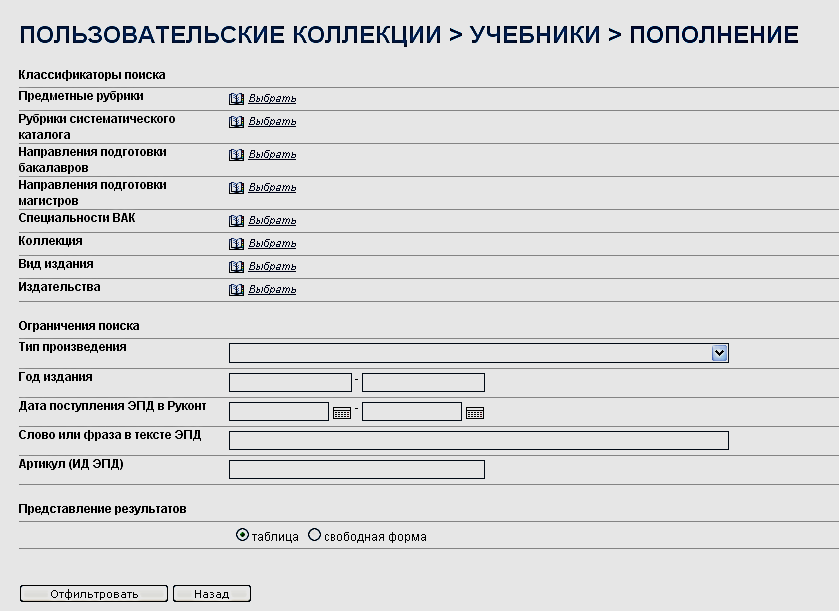 ПОЛЬЗОВАТЕЛЬСКИЕ КОЛЛЕКЦИИ > УЧЕБНИКИ > ПОПОЛНЕНИЕ
Классификаторы поиска
Предметные рубрики Выбрать
Рубрики систематического Выбрать
каталога
Направления подготовки Выбрать
бакалавров
Направления подготовки Выбрать
магистров
Специальности ВАК Выбрать
Коллекция Выбрать
Вид издания Выбрать
Издательства Выбрать
Ограничения поиска
Тип произведения
Год издания -
Дата поступления ЭПД в Руконт -
Слово или фраза в тексте ЭПД
Артикул (ИД ЭПД)
Представление результатов
таблица свободная форма
Отфильтровать Назад